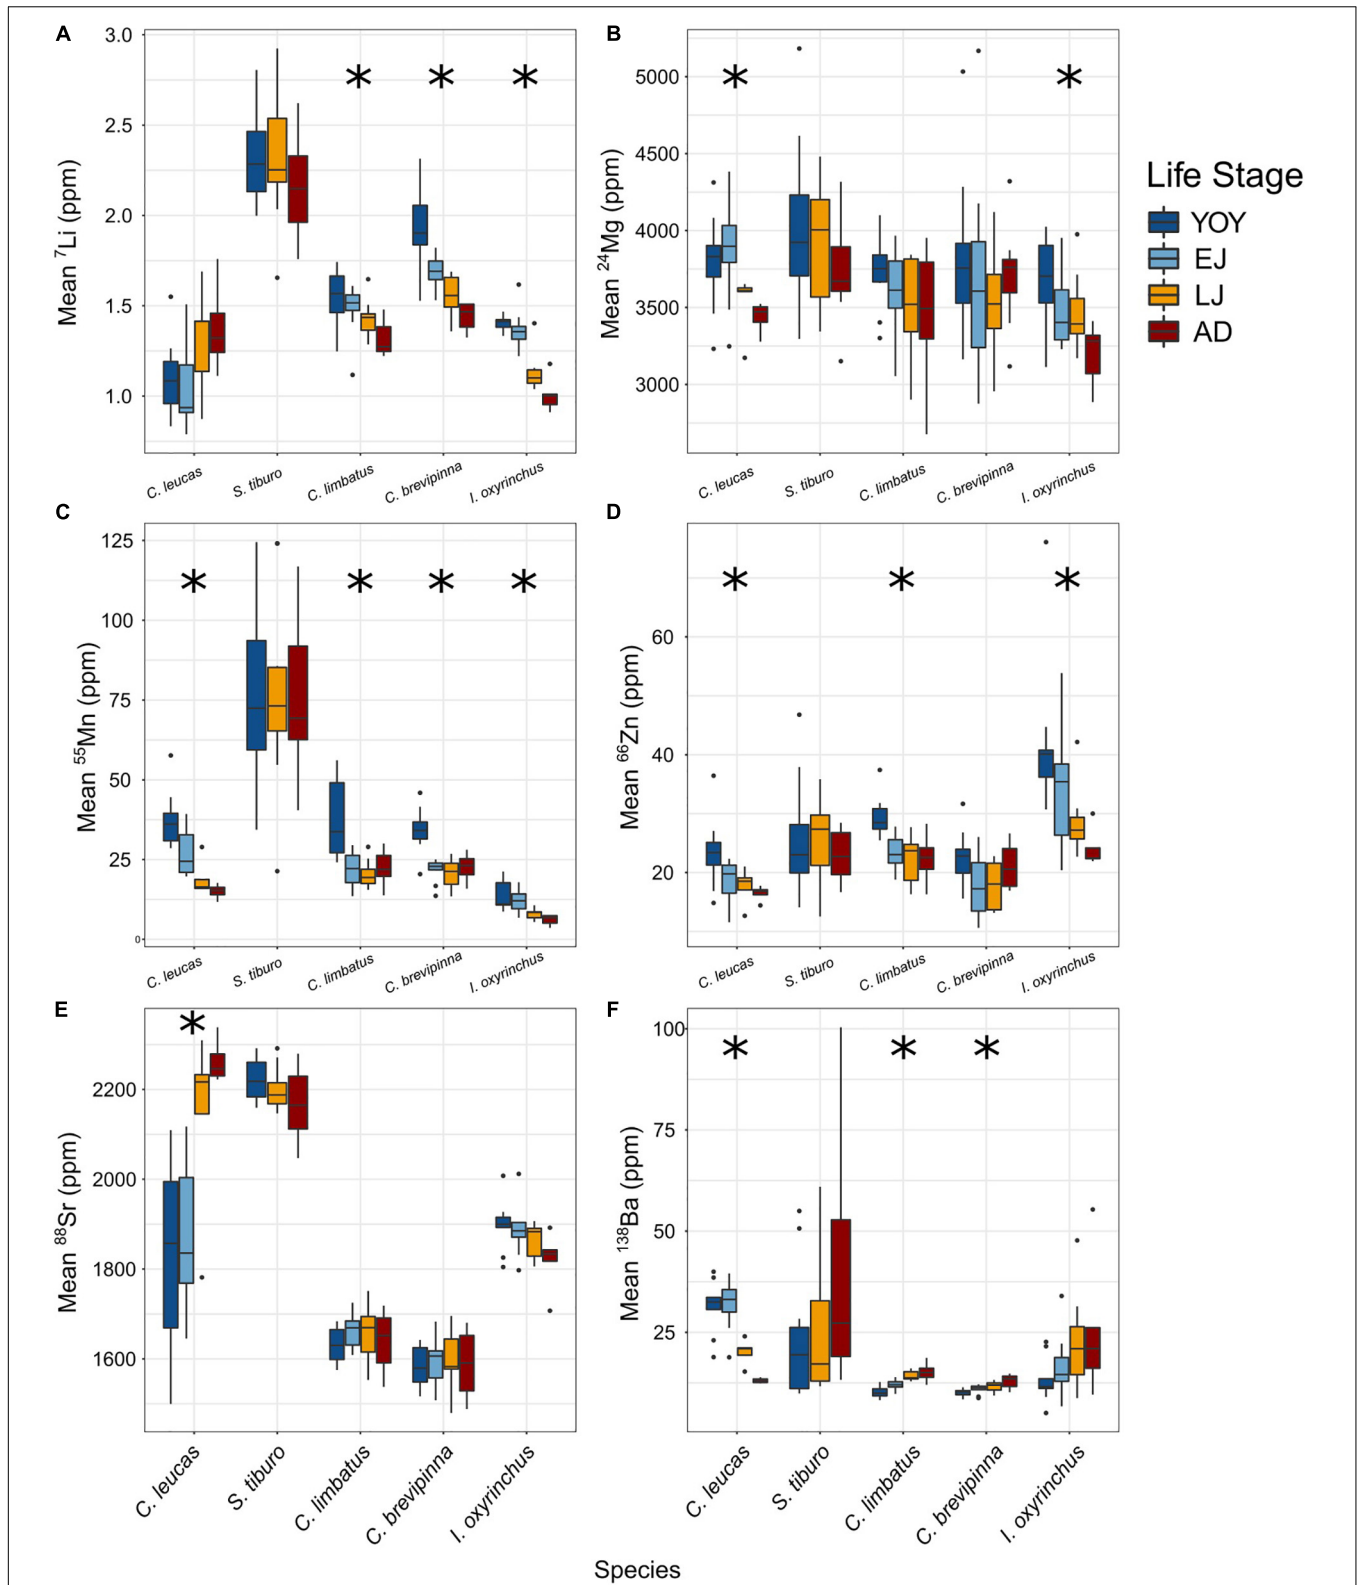 A
3.0
2.5
2.0
1.5
1.0
Mean ⁷Li (ppm)
* * *
C. leucas
S. tiburo
C. limbatus
C. brevipinna
I. oxyrinchus
B
5000
4500
4000
3500
3000
Mean ²⁴Mg (ppm)
* *
C. leucas
S. tiburo
C. limbatus
C. brevipinna
I. oxyrinchus
Life Stage
YOY
EJ
LJ
AD
C
125
100
75
50
25
0
Mean ⁵⁵Mn (ppm)
* * * *
C. leucas
S. tiburo
C. limbatus
C. brevipinna
I. oxyrinchus
D
60
40
20
Mean ⁶⁶Zn (ppm)
* * *
C. leucas
S. tiburo
C. limbatus
C. brevipinna
I. oxyrinchus
E
2200
2000
1800
1600
Mean ⁸⁸Sr (ppm)
*
C. leucas
S. tiburo
C. limbatus
C. brevipinna
I. oxyrinchus
F
100
75
50
25
Mean ¹³⁸Ba (ppm)
* * *
C. leucas
S. tiburo
C. limbatus
C. brevipinna
I. oxyrinchus
Species